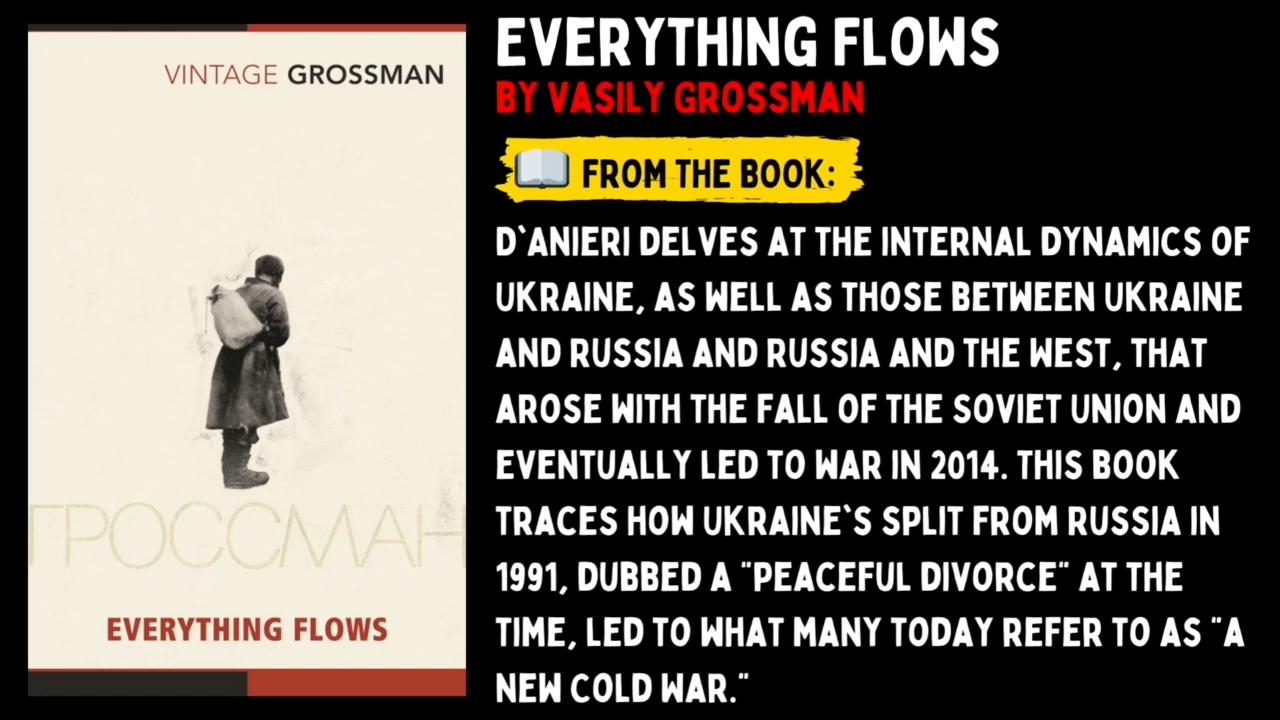 VINTAGE GROSSMAN
ГРОССМАН
EVERYTHING FLOWS
EVERYTHING FLOWS
BY VASILY GROSSMAN
FROM THE BOOK:
D`ANIERI DELVES AT THE INTERNAL DYNAMICS OF
UKRAINE, AS WELL AS THOSE BETWEEN UKRAINE
AND RUSSIA AND RUSSIA AND THE WEST, THAT
AROSE WITH THE FALL OF THE SOVIET UNION AND
EVENTUALLY LED TO WAR IN 2014. THIS BOOK
TRACES HOW UKRAINE`S SPLIT FROM RUSSIA IN
1991, DUBBED A "PEACEFUL DIVORCE" AT THE
TIME, LED TO WHAT MANY TODAY REFER TO AS "A
NEW COLD WAR."